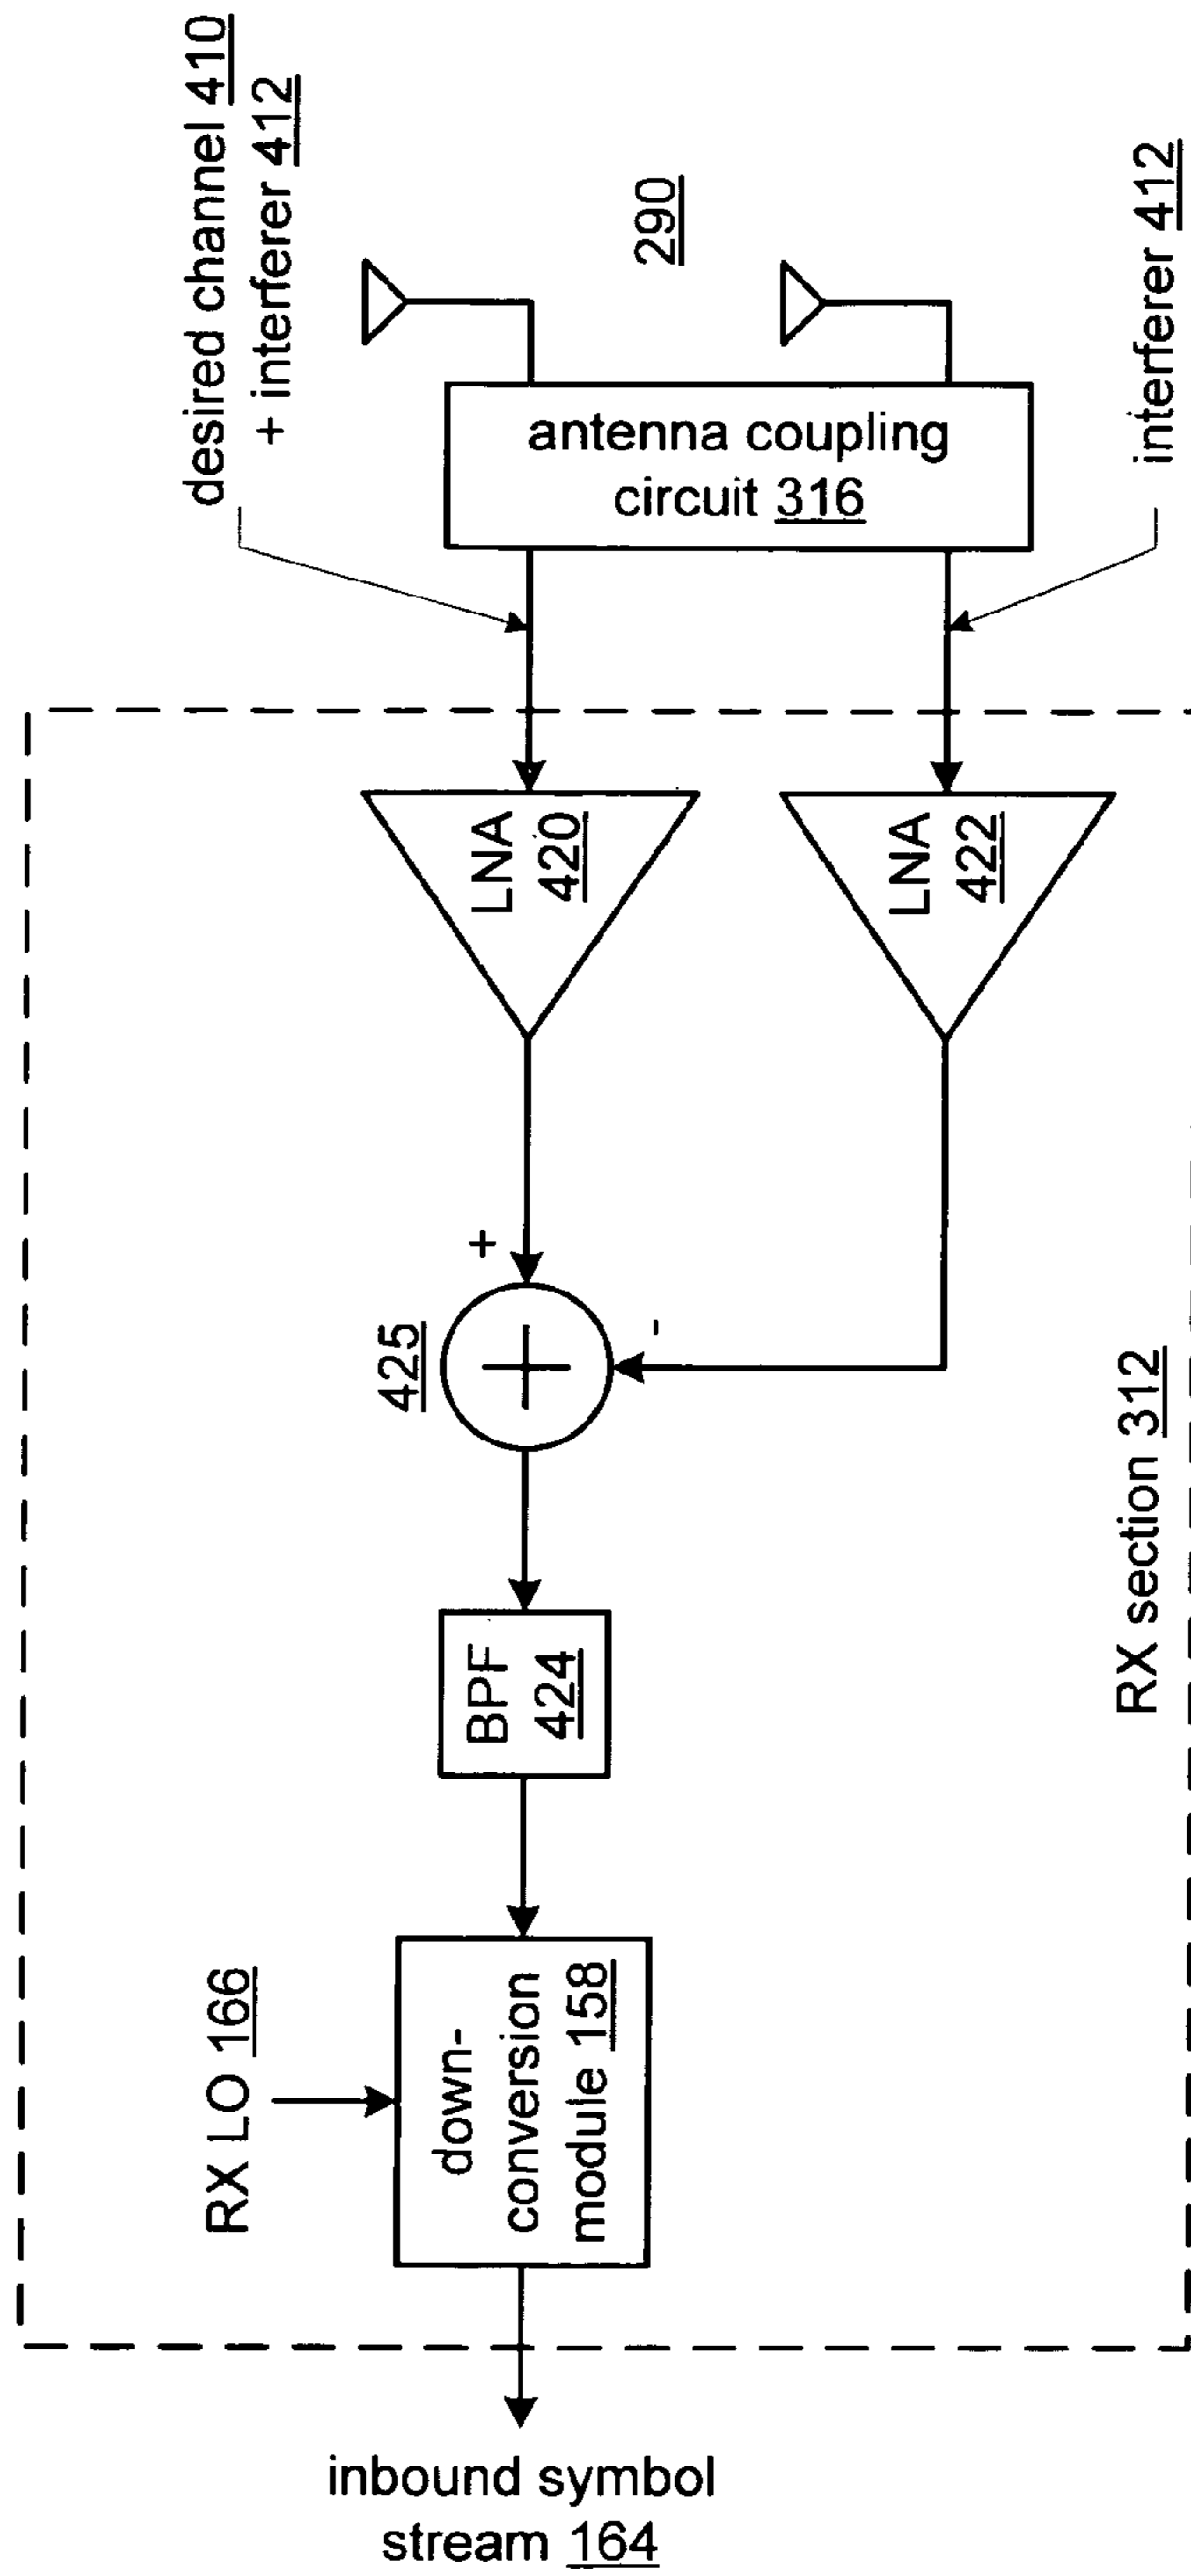 desired channel 410
+ interferer 412
290
antenna coupling
circuit 316
interferer 412
LNA
420
LNA
422
+
-
425
BPF
424
RX LO 166
down-
conversion
module 158
RX section 312
inbound symbol
stream 164